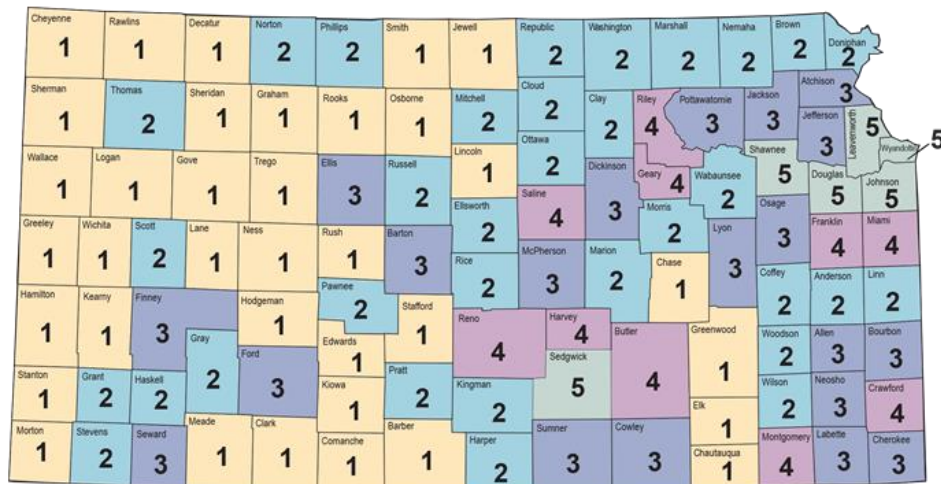 Cheyenne
1
Rawlins
1
Decatur
1
Norton
2
Phillips
2
Smith
1
Jewell
1
Republic
2
Washington
2
Marshall
2
Nemaha
2
Brown
2
Doniphan
2
Sherman
1
Thomas
2
Sheridan
1
Graham
1
Rooks
1
Osborne
1
Mitchell
2
Cloud
2
Clay
2
Riley
4
Pottawatomie
3
Jackson
3
Atchison
3
Jefferson
3
Leavenworth
5
Wyandotte
5
Wallace
1
Logan
1
Gove
1
Trego
1
Ellis
3
Russell
2
Lincoln
1
Ottawa
2
Saline
4
Dickinson
3
Geary
4
Wabaunsee
2
Shawnee
5
Douglas
5
Johnson
5
Greeley
1
Wichita
1
Scott
2
Lane
1
Ness
1
Rush
1
Barton
3
Ellsworth
2
Rice
2
McPherson
3
Marion
2
Morris
2
Chase
1
Lyon
3
Osage
3
Franklin
4
Miami
4
Coffey
2
Anderson
2
Linn
2
Hamilton
1
Kearny
1
Finney
3
Hodgeman
1
Pawnee
2
Stafford
1
Edwards
1
Gray
2
Ford
3
Kiowa
1
Pratt
2
Reno
4
Harvey
4
Sedgwick
5
Butler
4
Greenwood
1
Woodson
2
Allen
3
Bourbon
3
Stanton
1
Grant
2
Haskell
2
Kingman
2
Elk
1
Wilson
2
Neosho
3
Crawford
4
Morton
1
Stevens
2
Seward
3
Meade
1
Clark
1
Comanche
1
Barber
1
Harper
2
Sumner
3
Cowley
3
Chautauqua
1
Montgomery
4
Labette
3
Cherokee
3